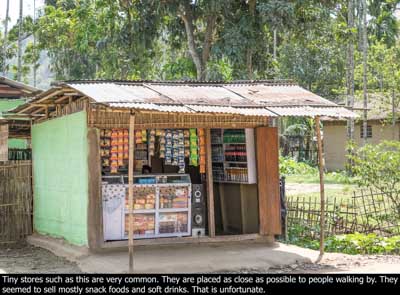 Tiny stores such as this are very common. They are placed as close as possible to people walking by. They
seemed to sell mostly snack foods and soft drinks. That is unfortunate.